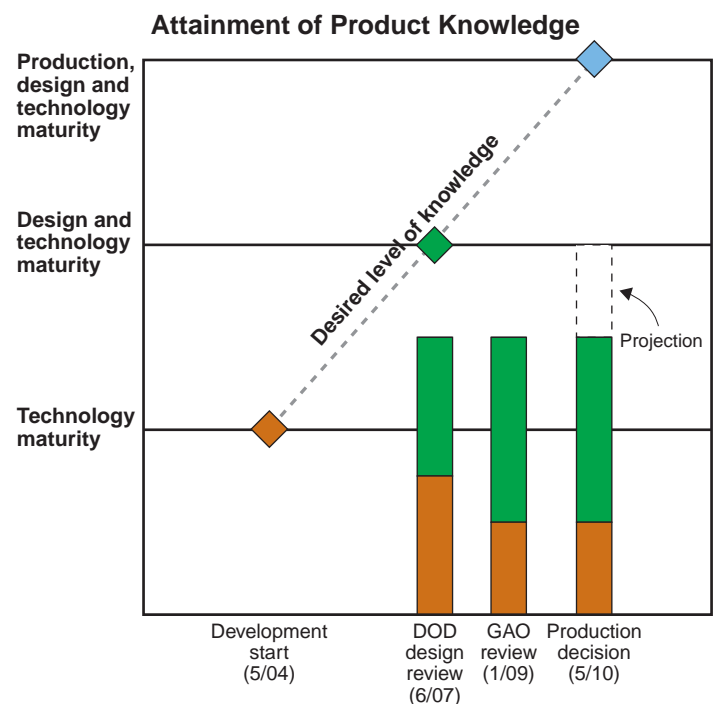 Attainment of Product Knowledge
Production,
design and
technology
maturity
Design and
technology
maturity
Desired level of knowledge
Projection
Technology
maturity
Development
start
(5/04)
DOD
design
review
(6/07)
GAO
review
(1/09)
Production
decision
(5/10)